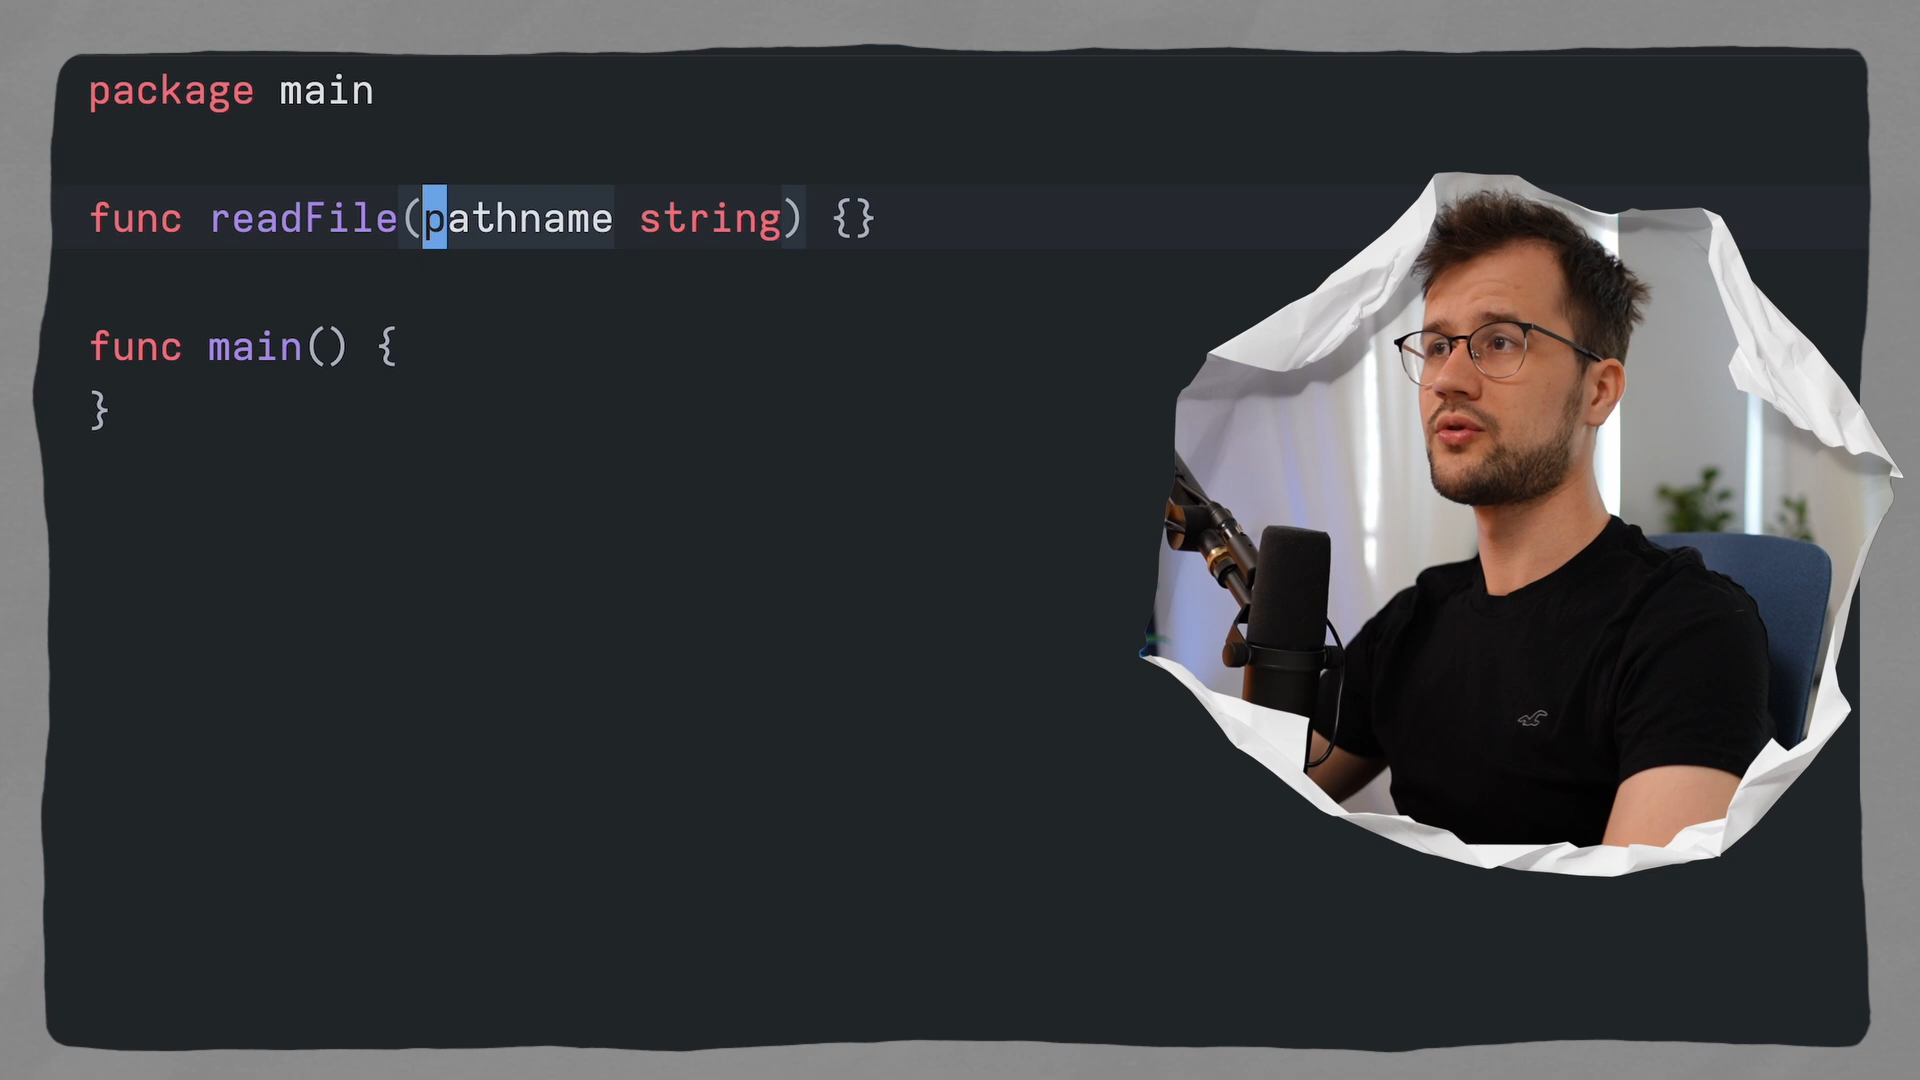 package main
func readFile(pathname string) {}
func main() {
}